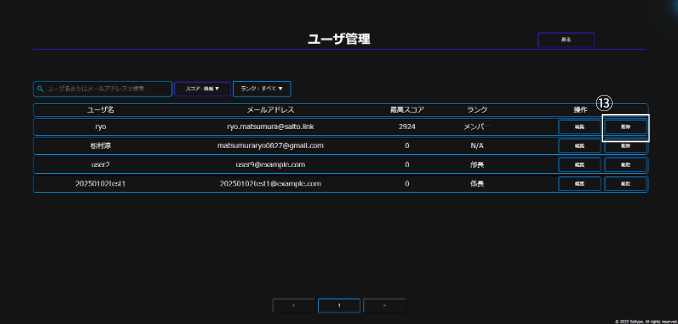 ユーザ管理
戻る
ユーザ名またはメールアドレスで検索 スコア：降順 ▼ ランク：すべて ▼
ユーザ名 メールアドレス 最高スコア ランク 操作
⑬
ryo ryo.matsumura@saito.link 2924 メンバー 編集 削除
松村涼 matsumuraryo0827@gmail.com 0 N/A 編集 削除
user2 user9@example.com 0 部長 編集 削除
20250102test1 20250102test1@example.com 0 係長 編集 削除
< 1 >
© 2025 Saitype. All rights reserved.